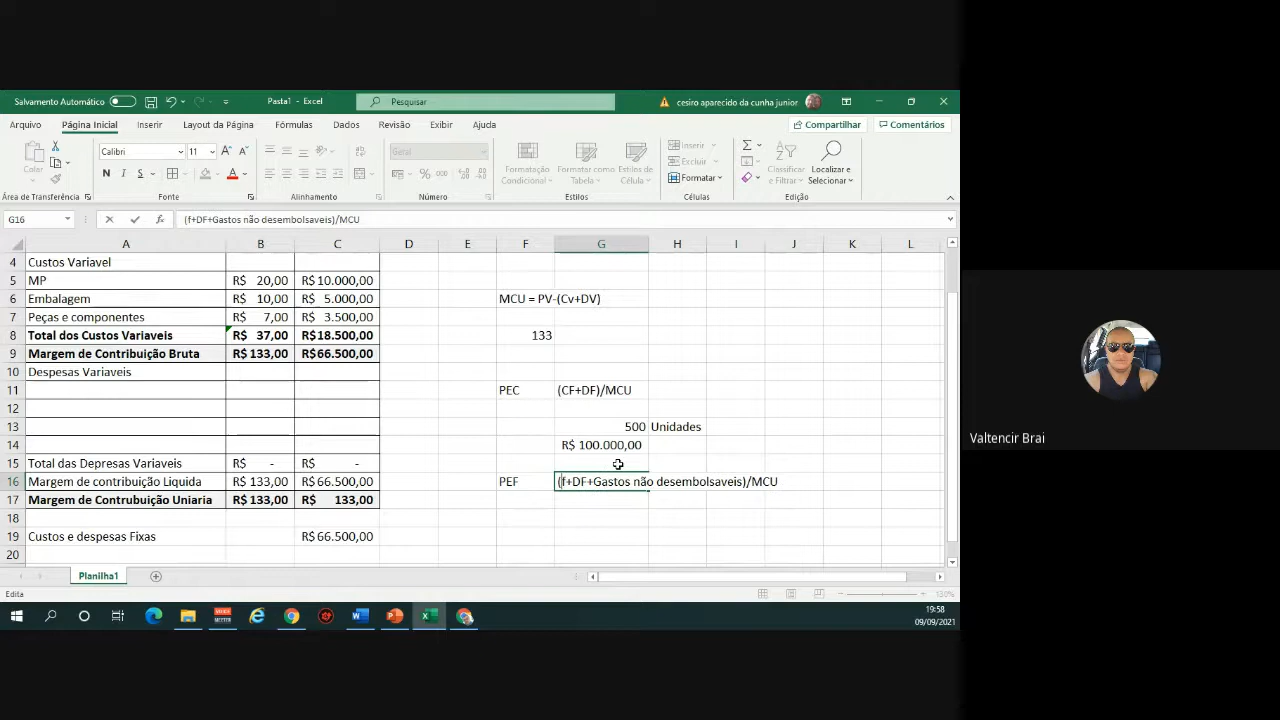 Salvamento Automático
Pasta1 - Excel
Pesquisar
cesiro aparecido da cunha junior
Arquivo Página Inicial Inserir Layout da Página Fórmulas Dados Revisão Exibir Ajuda
Compartilhar Comentários
Colar
Calibri 11
N I S
Geral
Formatação Condicional
Formatar como Tabela
Estilos de Célula
Inserir
Excluir
Formatar
Classificar e Filtrar
Localizar e Selecionar
Área de Transferência Fonte Alinhamento Número Estilos Células Edição
G16 (f+DF+Gastos não desembolsaveis)/MCU
A B C D E F G H I J K L
4 Custos Variavel
5 MP R$ 20,00 R$10.000,00
6 Embalagem R$ 10,00 R$ 5.000,00 MCU = PV-(Cv+DV)
7 Peças e componentes R$ 7,00 R$ 3.500,00
8 Total dos Custos Variaveis R$ 37,00 R$18.500,00 133
9 Margem de Contribuição Bruta R$133,00 R$66.500,00
10 Despesas Variaveis
11 PEC (CF+DF)/MCU
12
13 500 Unidades
14 R$ 100.000,00
15 Total das Depresas Variaveis R$ - R$ -
16 Margem de contribuição Liquida R$133,00 R$66.500,00 PEF (f+DF+Gastos não desembolsaveis)/MCU
17 Margem de Contrubuição Uniaria R$133,00 R$ 133,00
18
19 Custos e despesas Fixas R$66.500,00
20
Planilha1
Edita
130%
19:58
09/09/2021
Valtencir Brai